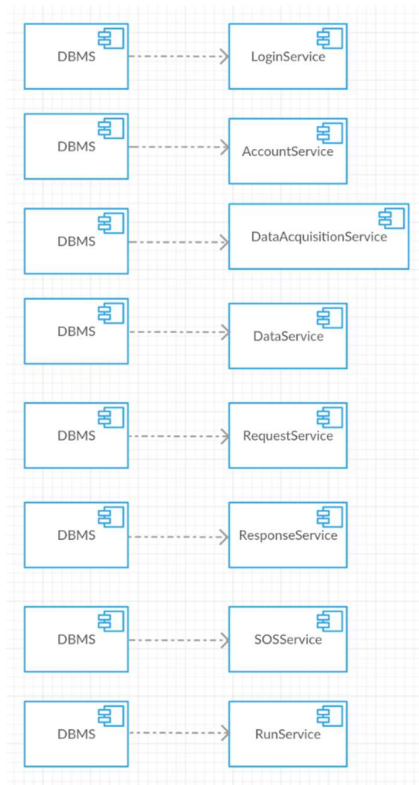 DBMS
LoginService
DBMS
AccountService
DBMS
DataAcquisitionService
DBMS
DataService
DBMS
RequestService
DBMS
ResponseService
DBMS
SOSService
DBMS
RunService